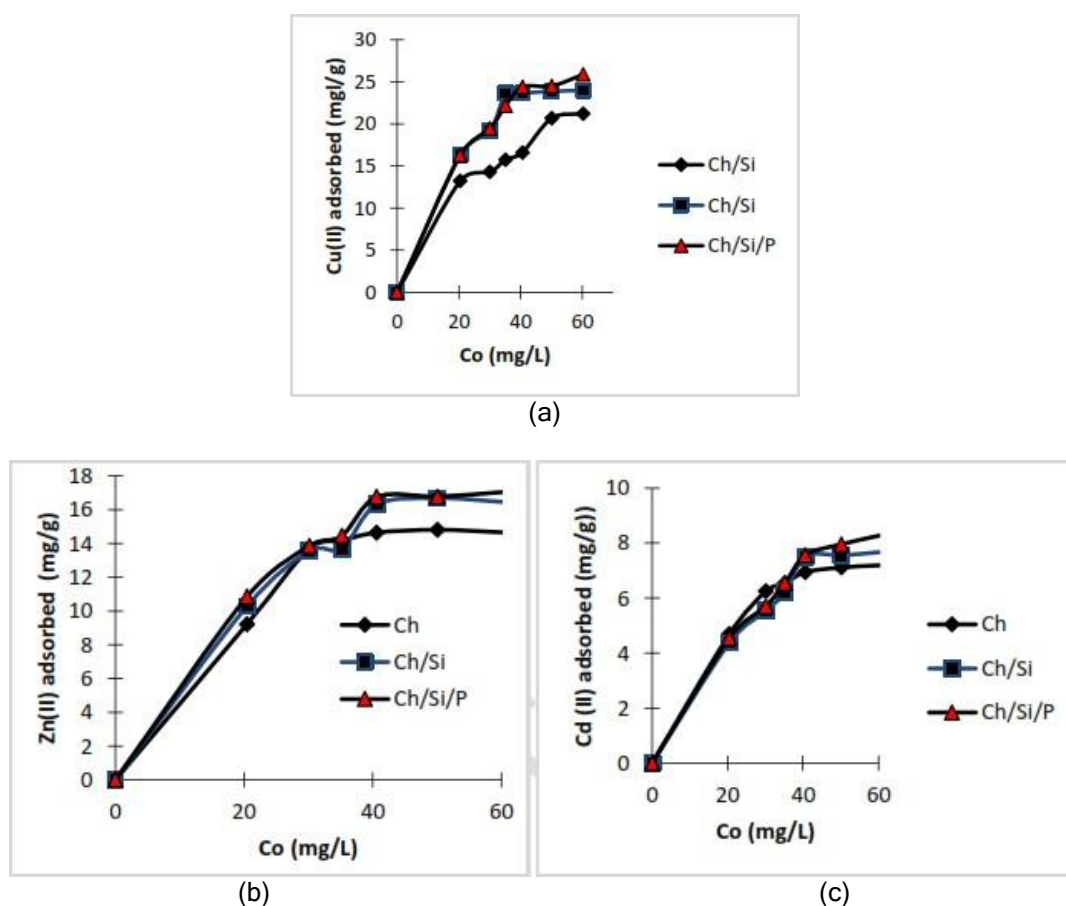 30
25
20
15
10
5
0
Cu(II) adsorbed (mgl/g)
0 20 40 60
Co (mg/L)
Ch/Si
Ch/Si
Ch/Si/P
(a)
18
16
14
12
10
8
6
4
2
0
Zn(II) adsorbed (mg/g)
0 20 40 60
Co (mg/L)
Ch
Ch/Si
Ch/Si/P
(b)
10
8
6
4
2
0
Cd (II) adsorbed (mg/g))
0 20 40 60
Co (mg/L)
Ch
Ch/Si
Ch/Si/P
(c)